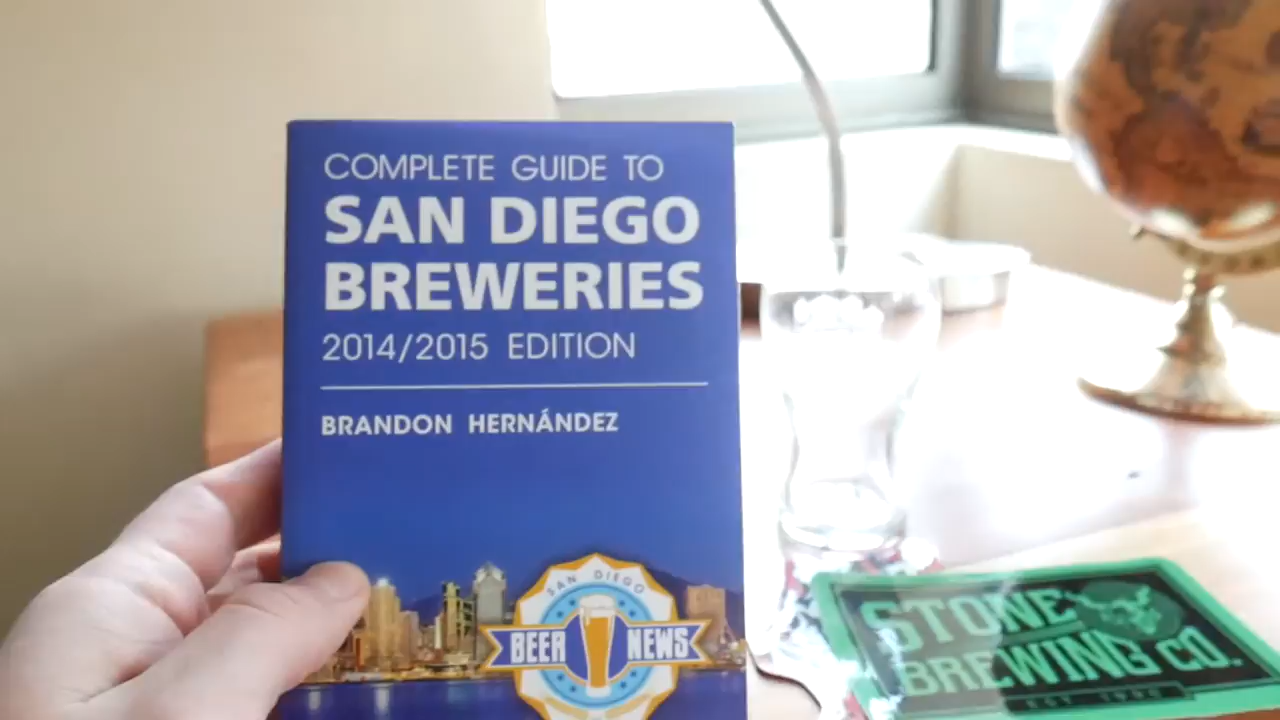 COMPLETE GUIDE TO
SAN DIEGO
BREWERIES
2014/2015 EDITION
BRANDON HERNÁNDEZ
SAN DIEGO
BEER NEWS
STONE
BREWING CO.